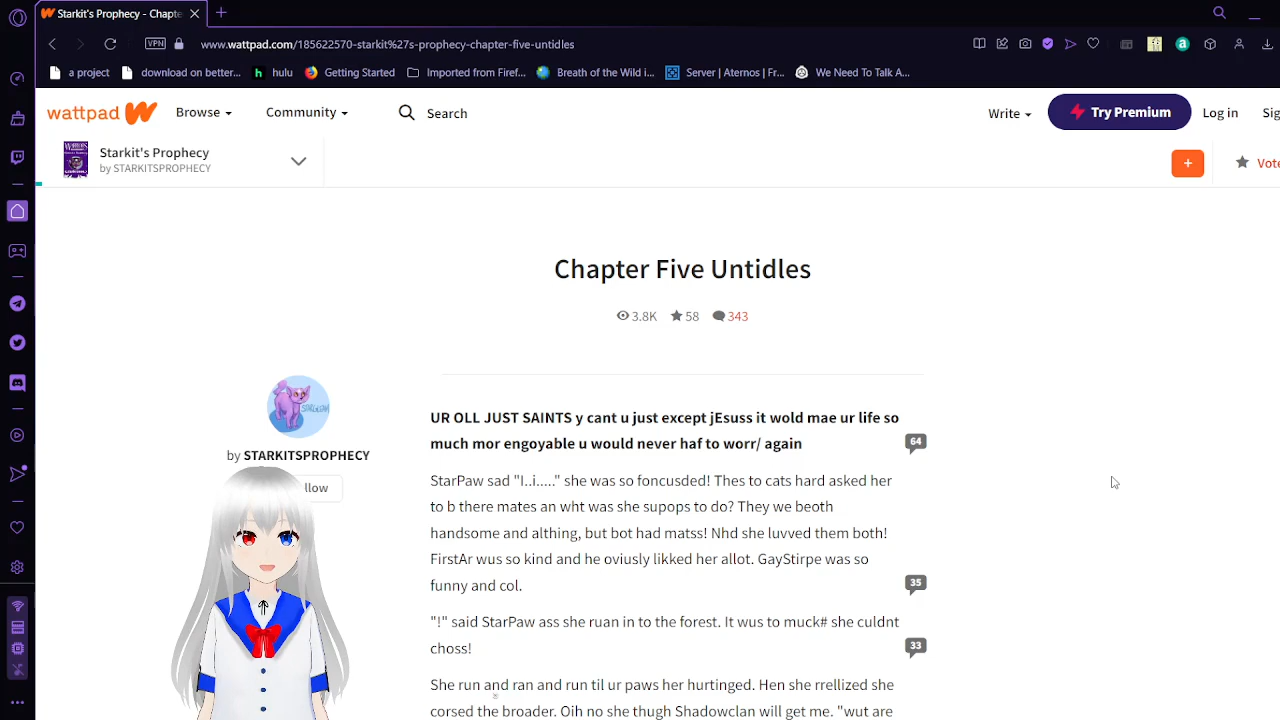 Starkit's Prophecy - Chapte
VPN
www.wattpad.com/185622570-starkit%27s-prophecy-chapter-five-untidles
a project
download on better...
hulu
Getting Started
Imported from Firef...
Breath of the Wild i...
Server | Aternos | Fr...
We Need To Talk A...
wattpad
Browse
Community
Search
Write
Try Premium
Log in
Sig
Starkit's Prophecy
by STARKITSPROPHECY
+
Vote
Chapter Five Untidles
3.8K
58
343
by STARKITSPROPHECY
llow
UR OLL JUST SAINTS y cant u just except jEsuss it wold mae ur life so
much mor engoyable u would never haf to worr/ again
64
StarPaw sad "I..i....." she was so foncusded! Thes to cats hard asked her
to b there mates an wht was she supops to do? They we beoth
handsome and althing, but bot had matss! Nhd she luvved them both!
FirstAr wus so kind and he oviusly likked her allot. GayStirpe was so
funny and col.
35
"!" said StarPaw ass she ruan in to the forest. It wus to muck# she culdnt
choss!
33
She run and ran and run til ur paws her hurtinged. Hen she rrellized she
corsed the broader. Oih no she thugh Shadowclan will get me. "wut are